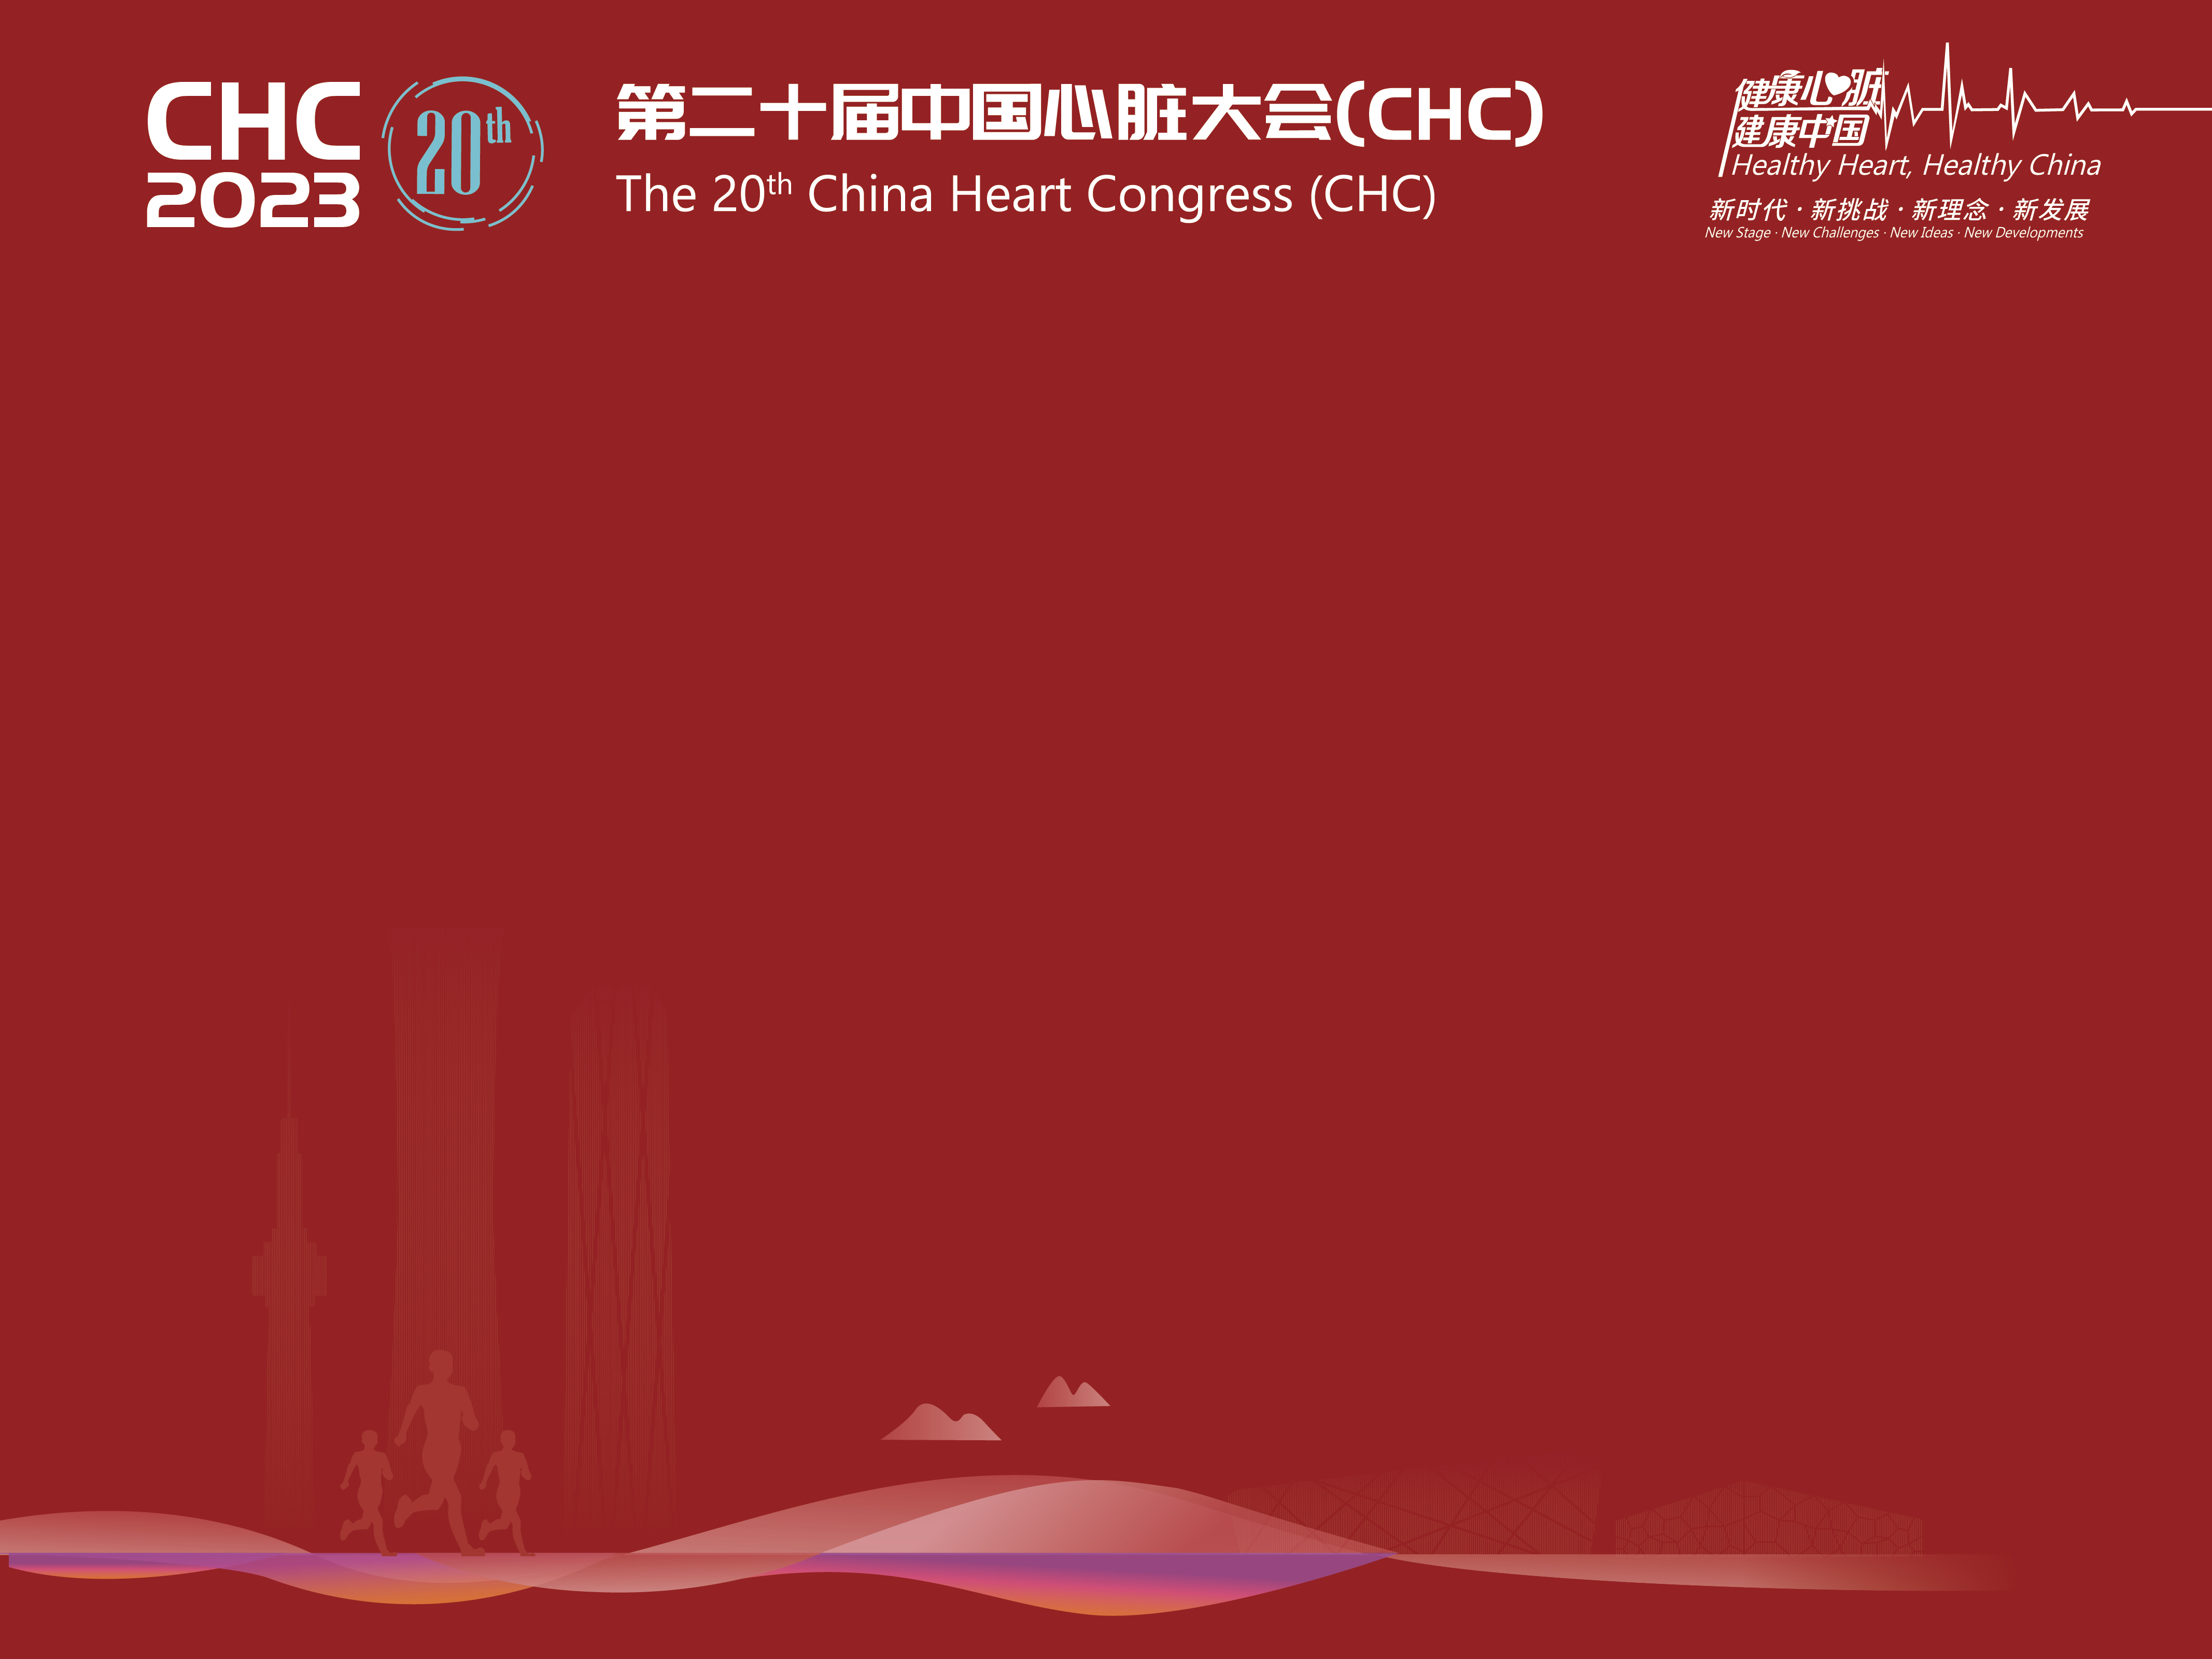 CHC
2023
20th
第二十届中国心脏大会(CHC)
The 20th China Heart Congress (CHC)
健康心脏
健康中国
Healthy Heart, Healthy China
新时代·新挑战·新理念·新发展
New Stage · New Challenges · New Ideas · New Developments